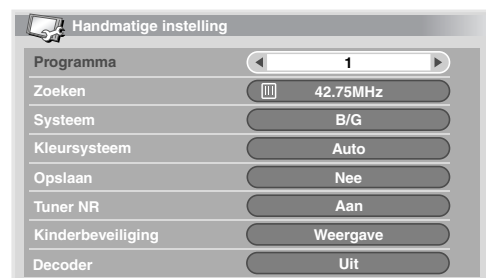 Handmatige instelling
Programma 1
Zoeken 42.75MHz
Systeem B/G
Kleursysteem Auto
Opslaan Nee
Tuner NR Aan
Kinderbeveiliging Weergave
Decoder Uit